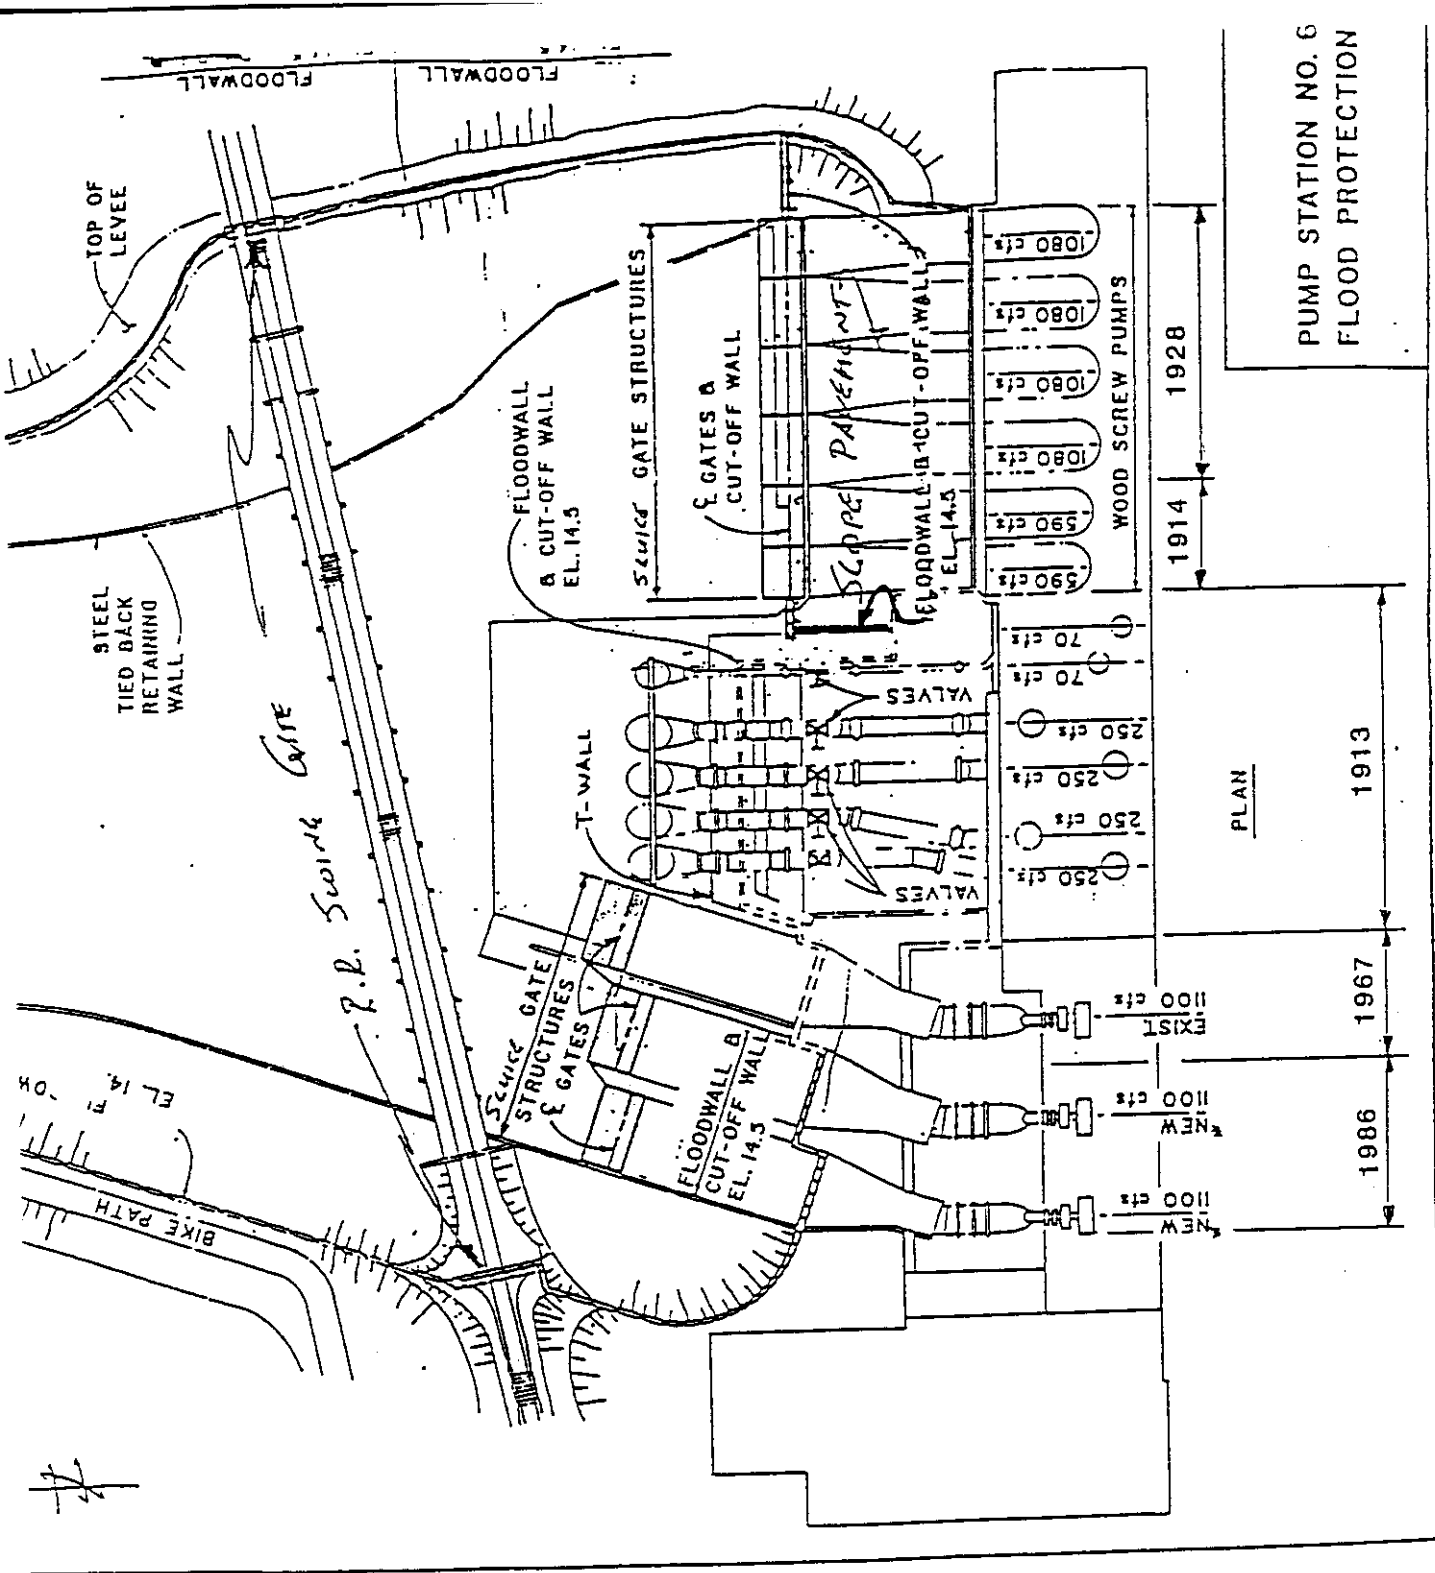 PUMP STATION NO. 6
FLOOD PROTECTION
FLOODWALL
FLOODWALL
TOP OF
LEVEE
STEEL
TIED BACK
RETAINING
WALL
FLOODWALL
& CUT-OFF WALL
EL. 14.5
SLUICE GATE STRUCTURES
℄ GATES &
CUT-OFF WALL
SLOPE PAVEMENT
FLOODWALL & CUT-OFF WALL
EL. 14.5
1080 cfs
1080 cfs
1080 cfs
1080 cfs
590 cfs
590 cfs
WOOD SCREW PUMPS
1928
1914
70 cfs
70 cfs
250 cfs
250 cfs
250 cfs
250 cfs
VALVES
VALVES
T-WALL
PLAN
1913
R.R. SWING GATE
SLUICE GATE
STRUCTURES
℄ GATES
FLOODWALL &
CUT-OFF WALL
EL. 14.5
EXIST.
1100 cfs
NEW
1100 cfs
NEW
1100 cfs
1967
1986
EL 14.
BIKE PATH